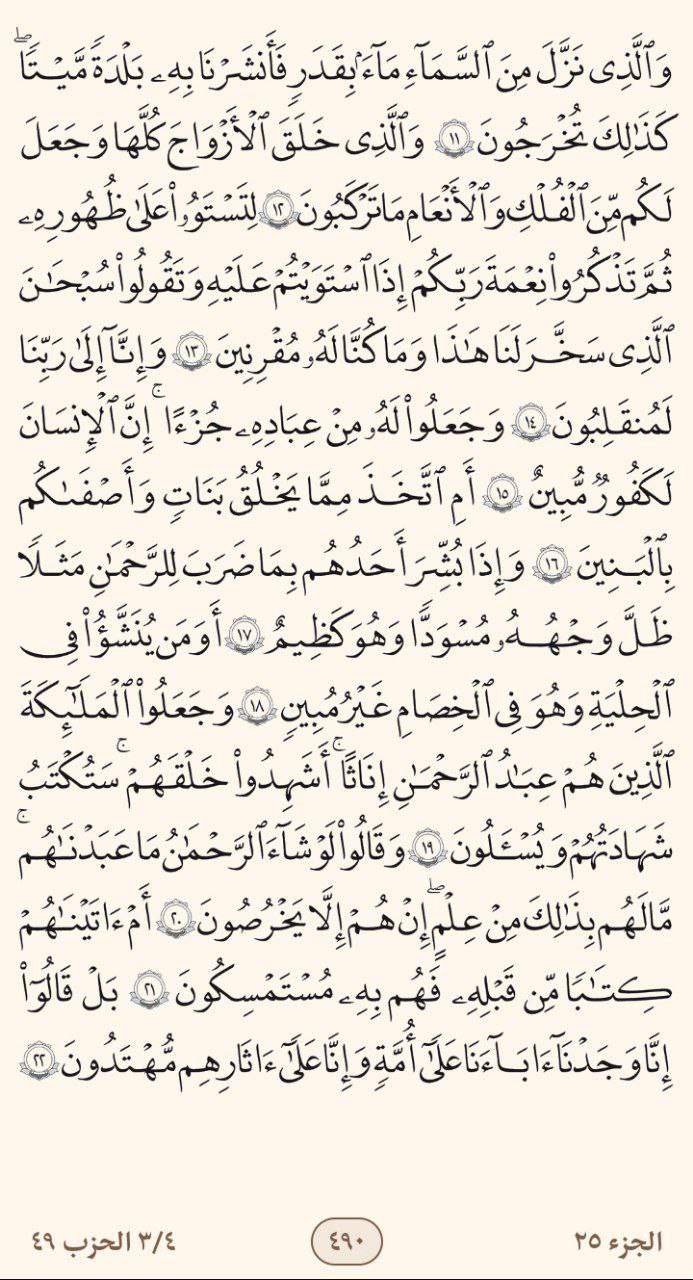 وَٱلَّذِى نَزَّلَ مِنَ ٱلسَّمَآءِ مَآءَۢ بِقَدَرٍ فَأَنشَرْنَا بِهِۦ بَلْدَةً مَّيْتًا ۖ
كَذَٰلِكَ تُخْرَجُونَ ١١ وَٱلَّذِى خَلَقَ ٱلْأَزْوَاجَ كُلَّهَا وَجَعَلَ
لَكُم مِّنَ ٱلْفُلْكِ وَٱلْأَنْعَامِ مَا تَرْكَبُونَ ١٢ لِتَسْتَوُۥا۟ عَلَىٰ ظُهُورِهِۦ
ثُمَّ تَذْكُرُوا۟ نِعْمَةَ رَبِّكُمْ إِذَا ٱسْتَوَيْتُمْ عَلَيْهِ وَتَقُولُوا۟ سُبْحَٰنَ
ٱلَّذِى سَخَّرَ لَنَا هَٰذَا وَمَا كُنَّا لَهُۥ مُقْرِنِينَ ١٣ وَإِنَّآ إِلَىٰ رَبِّنَا
لَمُنقَلِبُونَ ١٤ وَجَعَلُوا۟ لَهُۥ مِنْ عِبَادِهِۦ جُزْءًا ۚ إِنَّ ٱلْإِنسَٰنَ
لَكَفُورٌ مُّبِينٌ ١٥ أَمِ ٱتَّخَذَ مِمَّا يَخْلُقُ بَنَاتٍ وَأَصْفَىٰكُم
بِٱلْبَنِينَ ١٦ وَإِذَا بُشِّرَ أَحَدُهُم بِمَا ضَرَبَ لِلرَّحْمَٰنِ مَثَلًا
ظَلَّ وَجْهُهُۥ مُسْوَدًّا وَهُوَ كَظِيمٌ ١٧ أَوَمَن يُنَشَّؤُا۟ فِى
ٱلْحِلْيَةِ وَهُوَ فِى ٱلْخِصَامِ غَيْرُ مُبِينٍ ١٨ وَجَعَلُوا۟ ٱلْمَلَٰٓئِكَةَ
ٱلَّذِينَ هُمْ عِبَٰدُ ٱلرَّحْمَٰنِ إِنَٰثًا ۚ أَشَهِدُوا۟ خَلْقَهُمْ ۚ سَتُكْتَبُ
شَهَٰدَتُهُمْ وَيُسْـَٔلُونَ ١٩ وَقَالُوا۟ لَوْ شَآءَ ٱلرَّحْمَٰنُ مَا عَبَدْنَٰهُم ۗ
مَّا لَهُم بِذَٰلِكَ مِنْ عِلْمٍ ۖ إِنْ هُمْ إِلَّا يَخْرُصُونَ ٢٠ أَمْ ءَاتَيْنَٰهُمْ
كِتَٰبًا مِّن قَبْلِهِۦ فَهُم بِهِۦ مُسْتَمْسِكُونَ ٢١ بَلْ قَالُوٓا۟
إِنَّا وَجَدْنَآ ءَابَآءَنَا عَلَىٰٓ أُمَّةٍ وَإِنَّا عَلَىٰٓ ءَاثَٰرِهِم مُّهْتَدُونَ ٢٢
الجزء ٢٥
٤٩٠
٣/٤ الحزب ٤٩